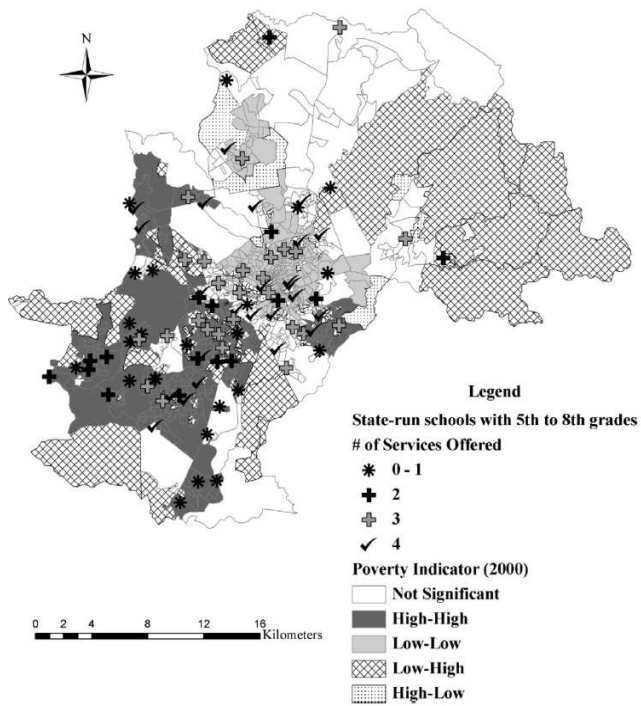 N
Legend
State-run schools with 5th to 8th grades
# of Services Offered
0 - 1
2
3
4
Poverty Indicator (2000)
Not Significant
High-High
Low-Low
Low-High
High-Low
0 2 4 8 12 16
Kilometers